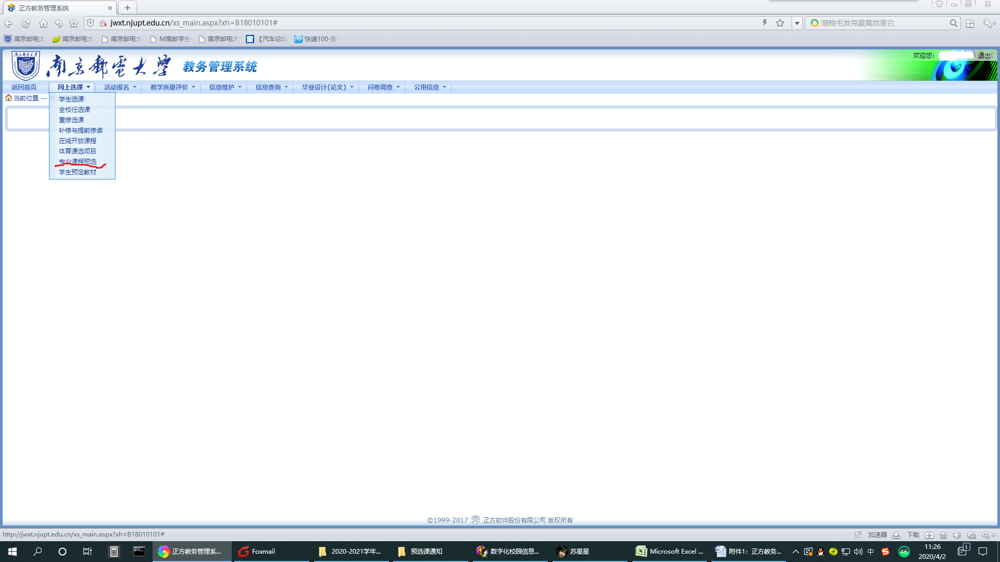 正方教务管理系统
jwxt.njupt.edu.cn/xs_main.aspx?xh=B18010101#
宠物毛发克星竟然是它
南京邮电大
南京邮电大
南京邮电大
M南邮学生
南京邮电大
家
【汽车论坛
快递100-查
南京邮电大学
教务管理系统
欢迎您:
退出
返回首页
网上选课
活动报名
教学质量评价
信息维护
信息查询
毕业设计(论文)
问卷调查
公用信息
当前位置 --
学生选课
全校任选课
重修选课
补修与提前修读
在线开放课程
体育课选项目
专业课程预选
学生预定教材
©1999-2017 正方软件股份有限公司 版权所有
http://jwxt.njupt.edu.cn/xs_main.aspx?xh=B18010101#
加速器
下载
正方教务管理系...
Foxmail
2020-2021学年...
预选课通知
数字化校园信息...
苏星星
Microsoft Excel ...
附件1：正方教务...
中
46
11:26
2020/4/2
1